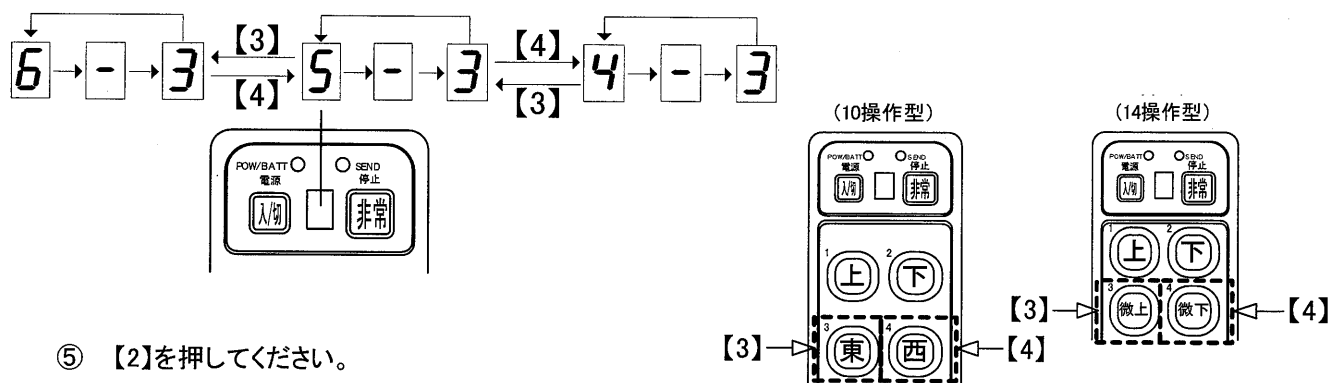 【3】 【4】
6 - 3 5 - 3 4 - 3
【4】 【3】
POW/BATT SEND
電源 停止
入/切 非常
(10操作型)
POW/BATT SEND
電源 停止
入/切 非常
1 上 2 下
【3】 3 東 4 西 【4】
(14操作型)
POW/BATT SEND
電源 停止
入/切 非常
1 上 2 下
【3】 3 微上 4 微下 【4】
⑤ 【2】を押してください。